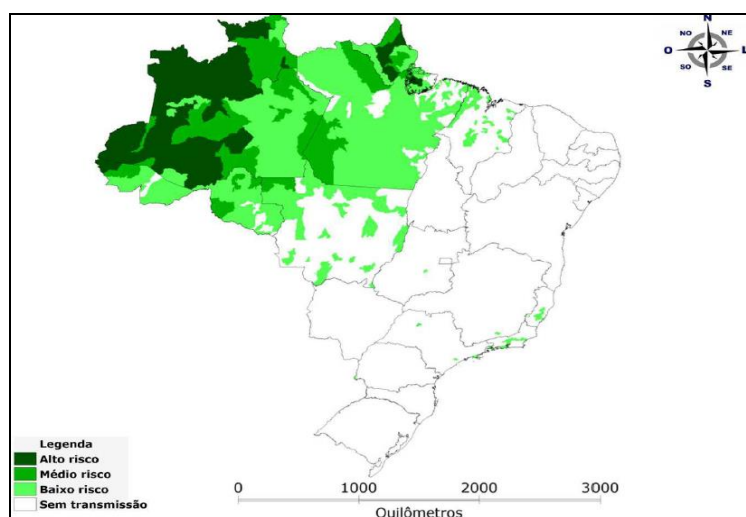 N
NO NE
O L
SO SE
S
Legenda
Alto risco
Médio risco
Baixo risco
Sem transmissão
0 1000 2000 3000
Quilômetros